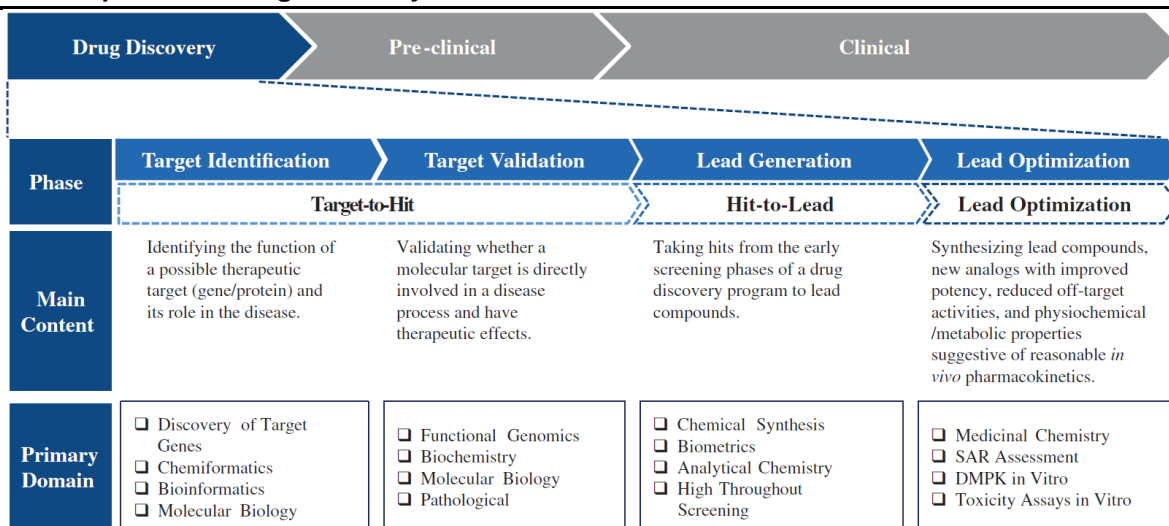 Drug Discovery
Pre-clinical
Clinical
Phase
Target Identification
Target Validation
Lead Generation
Lead Optimization
Target-to-Hit
Hit-to-Lead
Lead Optimization
Main
Content
Identifying the function of
a possible therapeutic
target (gene/protein) and
its role in the disease.
Validating whether a
molecular target is directly
involved in a disease
process and have
therapeutic effects.
Taking hits from the early
screening phases of a drug
discovery program to lead
compounds.
Synthesizing lead compounds,
new analogs with improved
potency, reduced off-target
activities, and physiochemical
/metabolic properties
suggestive of reasonable in
vivo pharmacokinetics.
Primary
Domain
❑ Discovery of Target
Genes
❑ Chemiformatics
❑ Bioinformatics
❑ Molecular Biology
❑ Functional Genomics
❑ Biochemistry
❑ Molecular Biology
❑ Pathological
❑ Chemical Synthesis
❑ Biometrics
❑ Analytical Chemistry
❑ High Throughout
Screening
❑ Medicinal Chemistry
❑ SAR Assessment
❑ DMPK in Vitro
❑ Toxicity Assays in Vitro